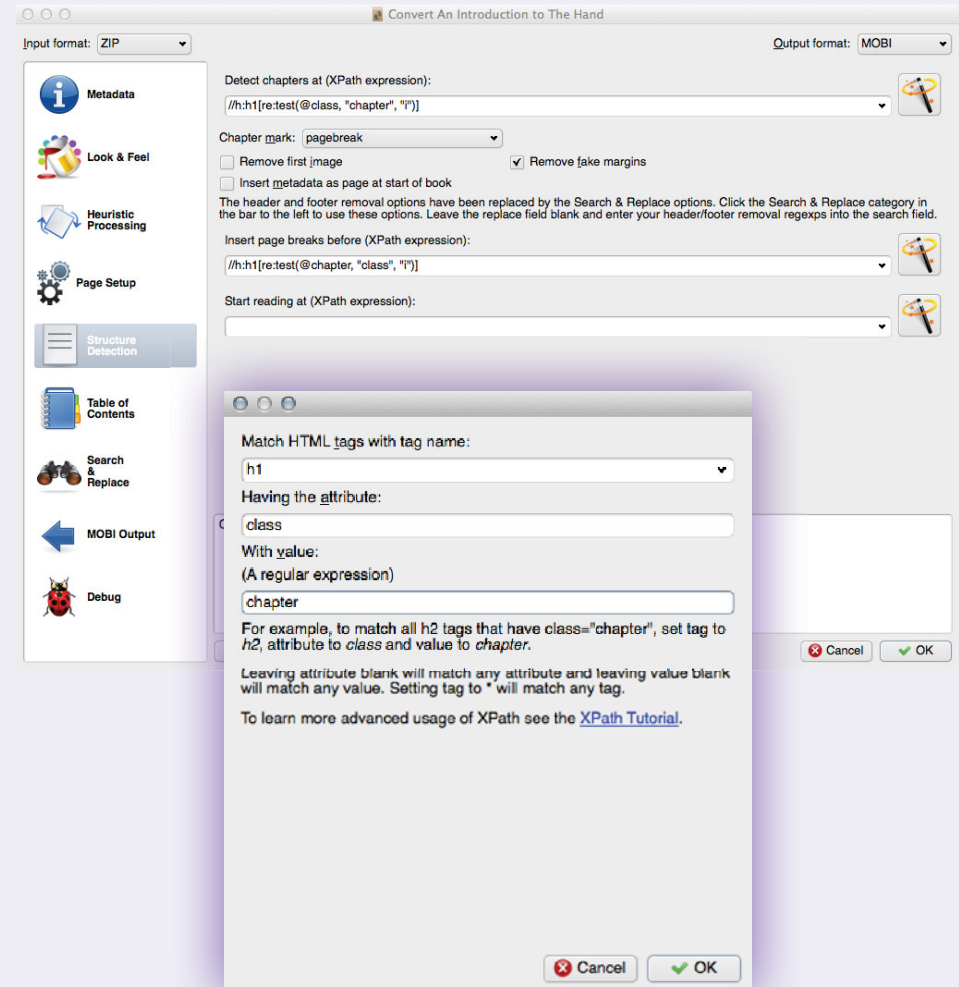 Convert An Introduction to The Hand
Input format: ZIP
Output format: MOBI
Metadata
Look & Feel
Heuristic
Processing
Page Setup
Structure
Detection
Table of
Contents
Search
&
Replace
MOBI Output
Debug
Detect chapters at (XPath expression):
//h:h1[re:test(@class, "chapter", "i")]
Chapter mark: pagebreak
Remove first image
Remove fake margins
Insert metadata as page at start of book
The header and footer removal options have been replaced by the Search & Replace options. Click the Search & Replace category in
the bar to the left to use these options. Leave the replace field blank and enter your header/footer removal regexps into the search field.
Insert page breaks before (XPath expression):
//h:h1[re:test(@chapter, "class", "i")]
Start reading at (XPath expression):
Cancel
OK
Match HTML tags with tag name:
h1
Having the attribute:
class
With value:
(A regular expression)
chapter
For example, to match all h2 tags that have class="chapter", set tag to
h2, attribute to class and value to chapter.
Leaving attribute blank will match any attribute and leaving value blank
will match any value. Setting tag to * will match any tag.
To learn more advanced usage of XPath see the XPath Tutorial.
Cancel
OK